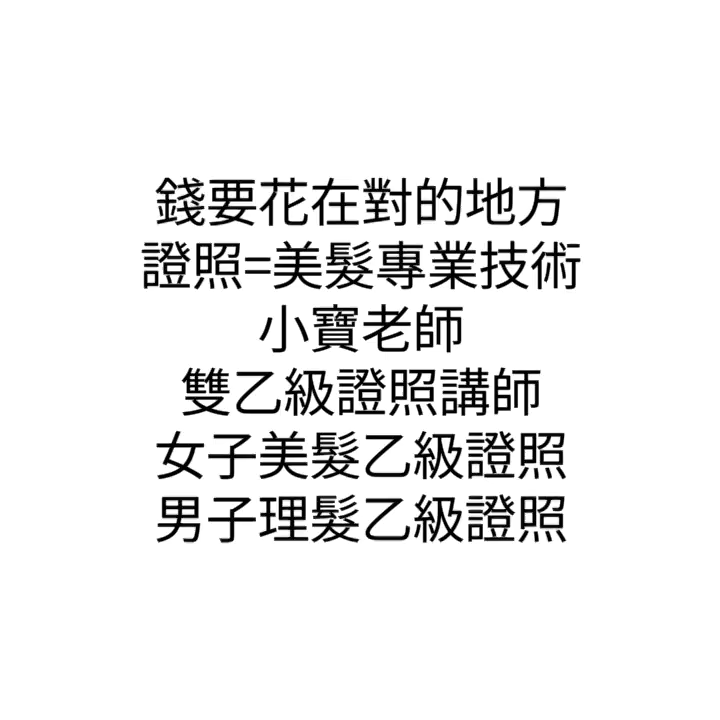 錢要花在對的地方
證照=美髮專業技術
小寶老師
雙乙級證照講師
女子美髮乙級證照
男子理髮乙級證照